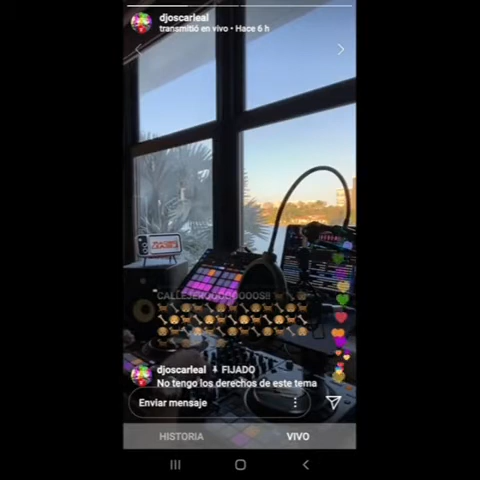 djoscarleal
transmitió en vivo • Hace 6 h
CALLEJEROOOOOOOOS!!
djoscarleal FIJADO
No tengo los derechos de este tema
Enviar mensaje
HISTORIA VIVO